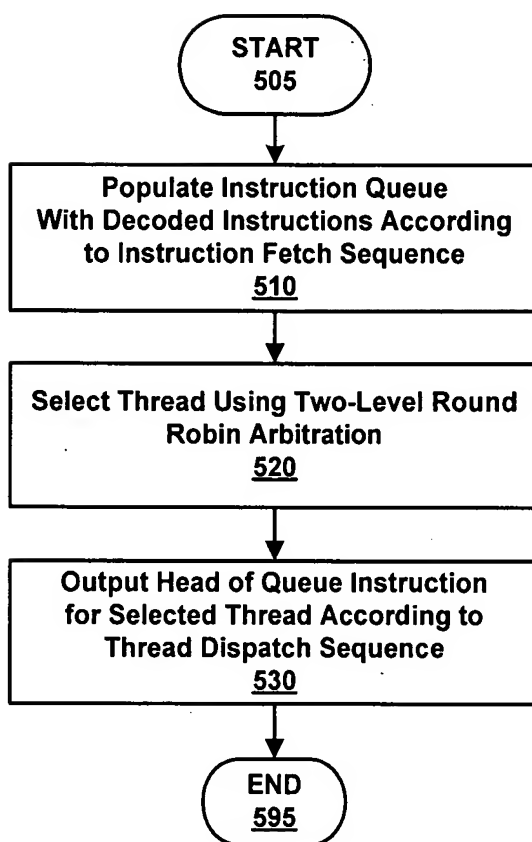 START
505
Populate Instruction Queue
With Decoded Instructions According
to Instruction Fetch Sequence
510
Select Thread Using Two-Level Round
Robin Arbitration
520
Output Head of Queue Instruction
for Selected Thread According to
Thread Dispatch Sequence
530
END
595